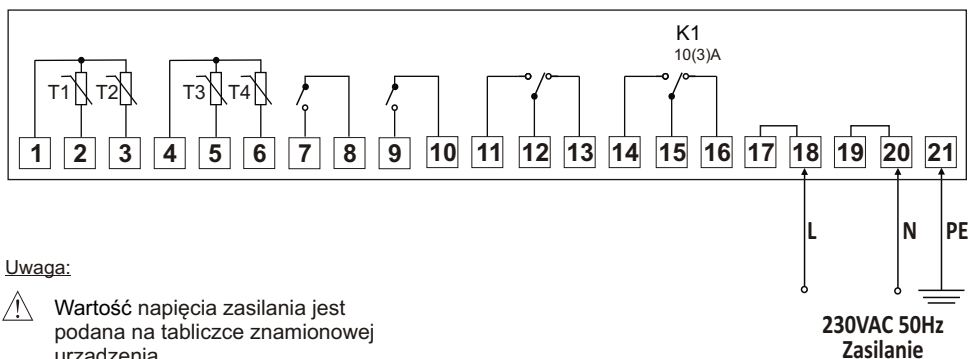 K1
10(3)A
T1 T2 T3 T4
1 2 3 4 5 6 7 8 9 10 11 12 13 14 15 16 17 18 19 20 21
L N PE
Uwaga:
Wartość napięcia zasilania jest
podana na tabliczce znamionowej
urządzenia
230VAC 50Hz
Zasilanie